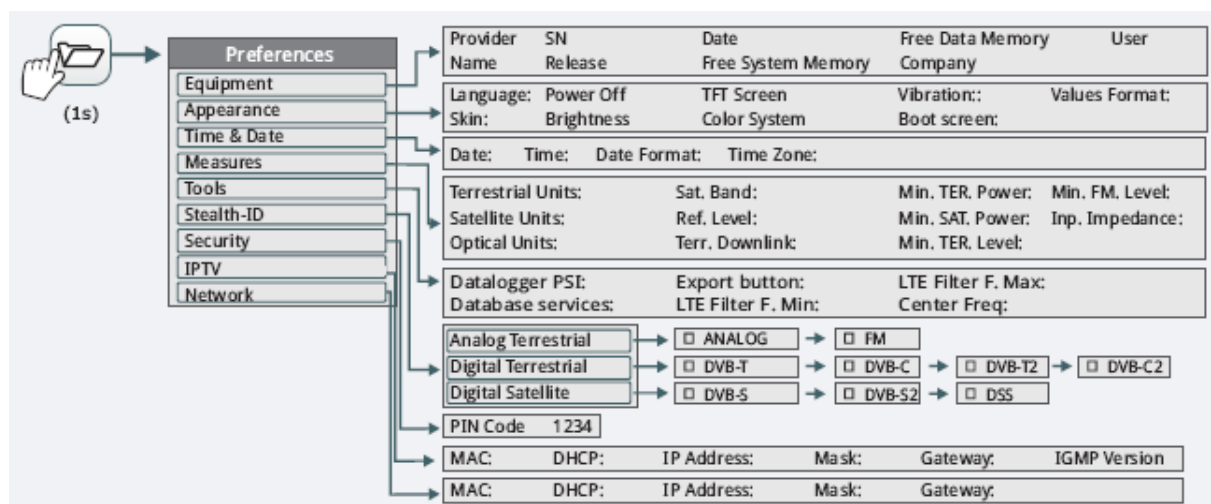 (1s)
Preferences
Equipment
Appearance
Time & Date
Measures
Tools
Stealth-ID
Security
IPTV
Network
Provider SN Date Free Data Memory User
Name Release Free System Memory Company
Language: Power Off TFT Screen Vibration:: Values Format:
Skin: Brightness Color System Boot screen:
Date: Time: Date Format: Time Zone:
Terrestrial Units: Sat. Band: Min. TER. Power: Min. FM. Level:
Satellite Units: Ref. Level: Min. SAT. Power: Inp. Impedance:
Optical Units: Terr. Downlink: Min. TER. Level:
Datalogger PSI: Export button: LTE Filter F. Max:
Database services: LTE Filter F. Min: Center Freq:
Analog Terrestrial ANALOG FM
Digital Terrestrial DVB-T DVB-C DVB-T2 DVB-C2
Digital Satellite DVB-S DVB-S2 DSS
PIN Code 1234
MAC: DHCP: IP Address: Mask: Gateway: IGMP Version
MAC: DHCP: IP Address: Mask: Gateway: